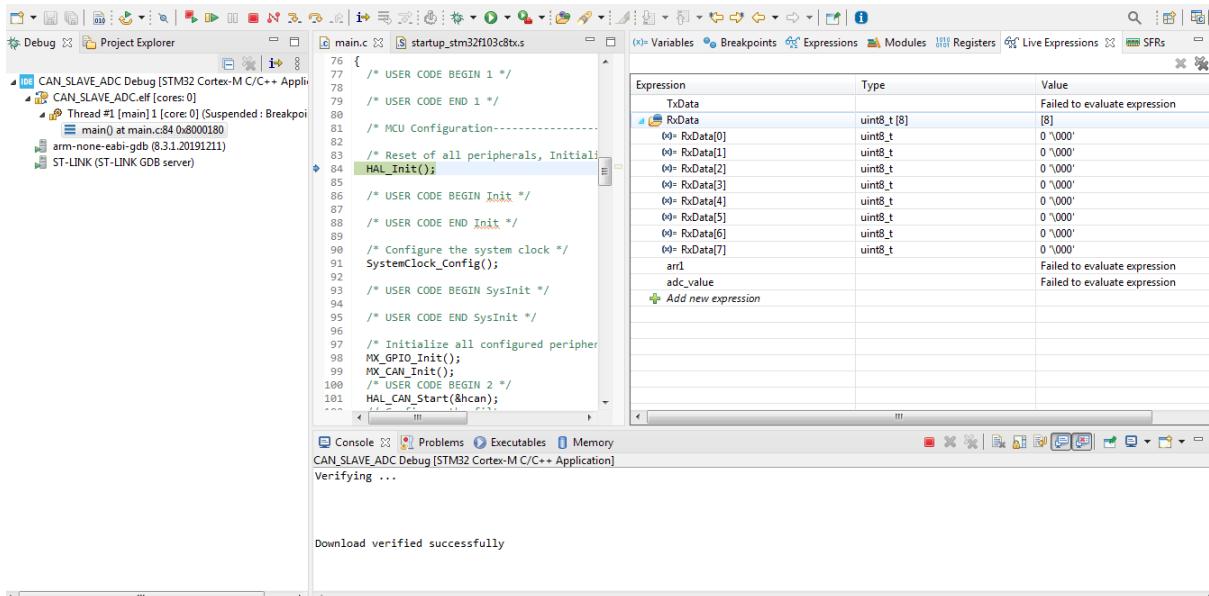 Debug
Project Explorer
CAN_SLAVE_ADC Debug [STM32 Cortex-M C/C++ Appli
CAN_SLAVE_ADC.elf [cores: 0]
Thread #1 [main] 1 [core: 0] (Suspended : Breakpoi
main() at main.c:84 0x8000180
arm-none-eabi-gdb (8.3.1.20191211)
ST-LINK (ST-LINK GDB server)
main.c
startup_stm32f103c8tx.s
76 {
77 /* USER CODE BEGIN 1 */
78
79 /* USER CODE END 1 */
80
81 /* MCU Configuration----------------
82
83 /* Reset of all peripherals, Initiali
84 HAL_Init();
85
86 /* USER CODE BEGIN Init */
87
88 /* USER CODE END Init */
89
90 /* Configure the system clock */
91 SystemClock_Config();
92
93 /* USER CODE BEGIN SysInit */
94
95 /* USER CODE END SysInit */
96
97 /* Initialize all configured peripher
98 MX_GPIO_Init();
99 MX_CAN_Init();
100 /* USER CODE BEGIN 2 */
101 HAL_CAN_Start(&hcan);
(x)= Variables
Breakpoints
Expressions
Modules
Registers
Live Expressions
SFRs
Expression Type Value
TxData Failed to evaluate expression
RxData uint8_t [8] [8]
(x)= RxData[0] uint8_t 0 '\000'
(x)= RxData[1] uint8_t 0 '\000'
(x)= RxData[2] uint8_t 0 '\000'
(x)= RxData[3] uint8_t 0 '\000'
(x)= RxData[4] uint8_t 0 '\000'
(x)= RxData[5] uint8_t 0 '\000'
(x)= RxData[6] uint8_t 0 '\000'
(x)= RxData[7] uint8_t 0 '\000'
arr1 Failed to evaluate expression
adc_value Failed to evaluate expression
Add new expression
Console
Problems
Executables
Memory
CAN_SLAVE_ADC Debug [STM32 Cortex-M C/C++ Application]
Verifying ...
Download verified successfully